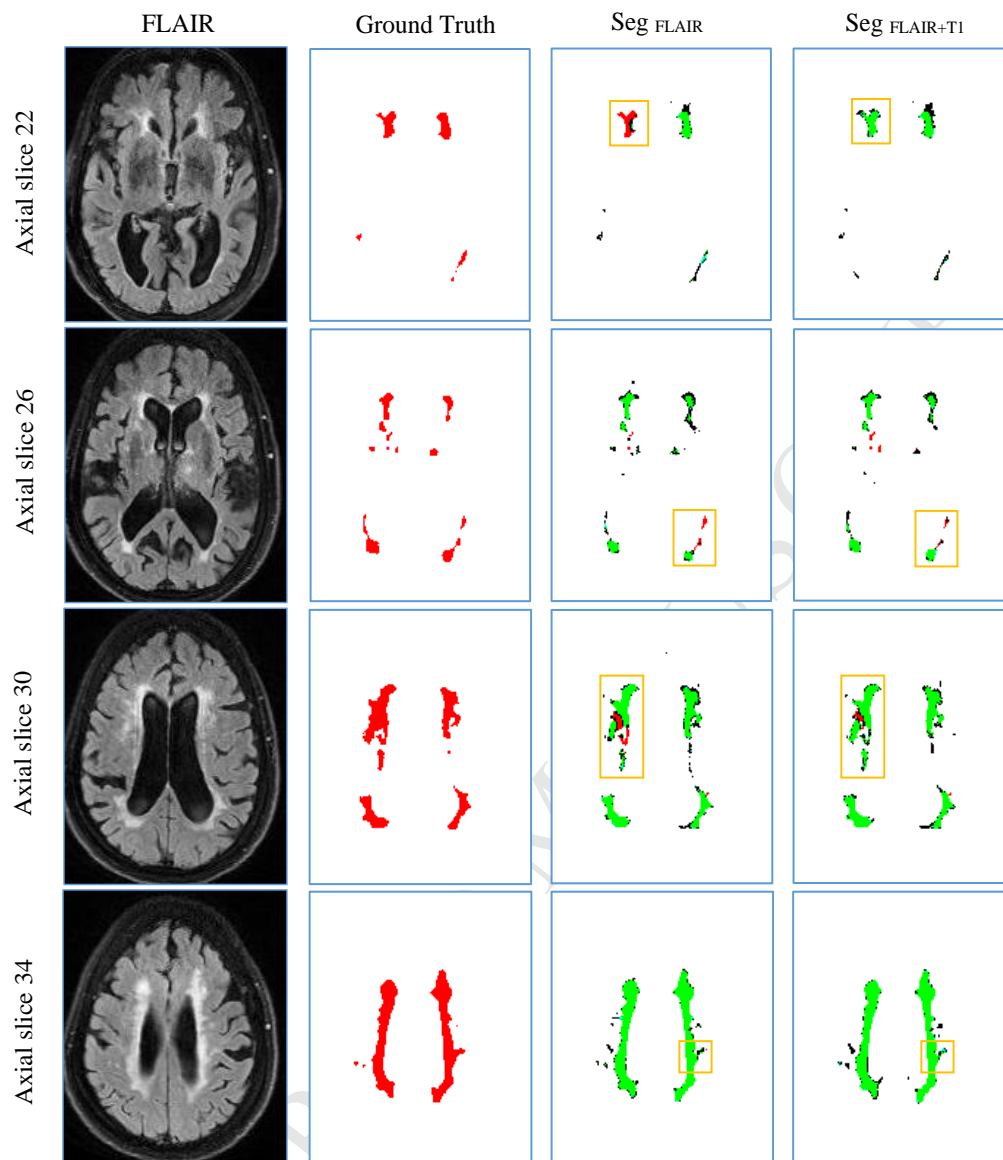 FLAIR Ground Truth Seg FLAIR Seg FLAIR+T1
Axial slice 22
Axial slice 26
Axial slice 30
Axial slice 34